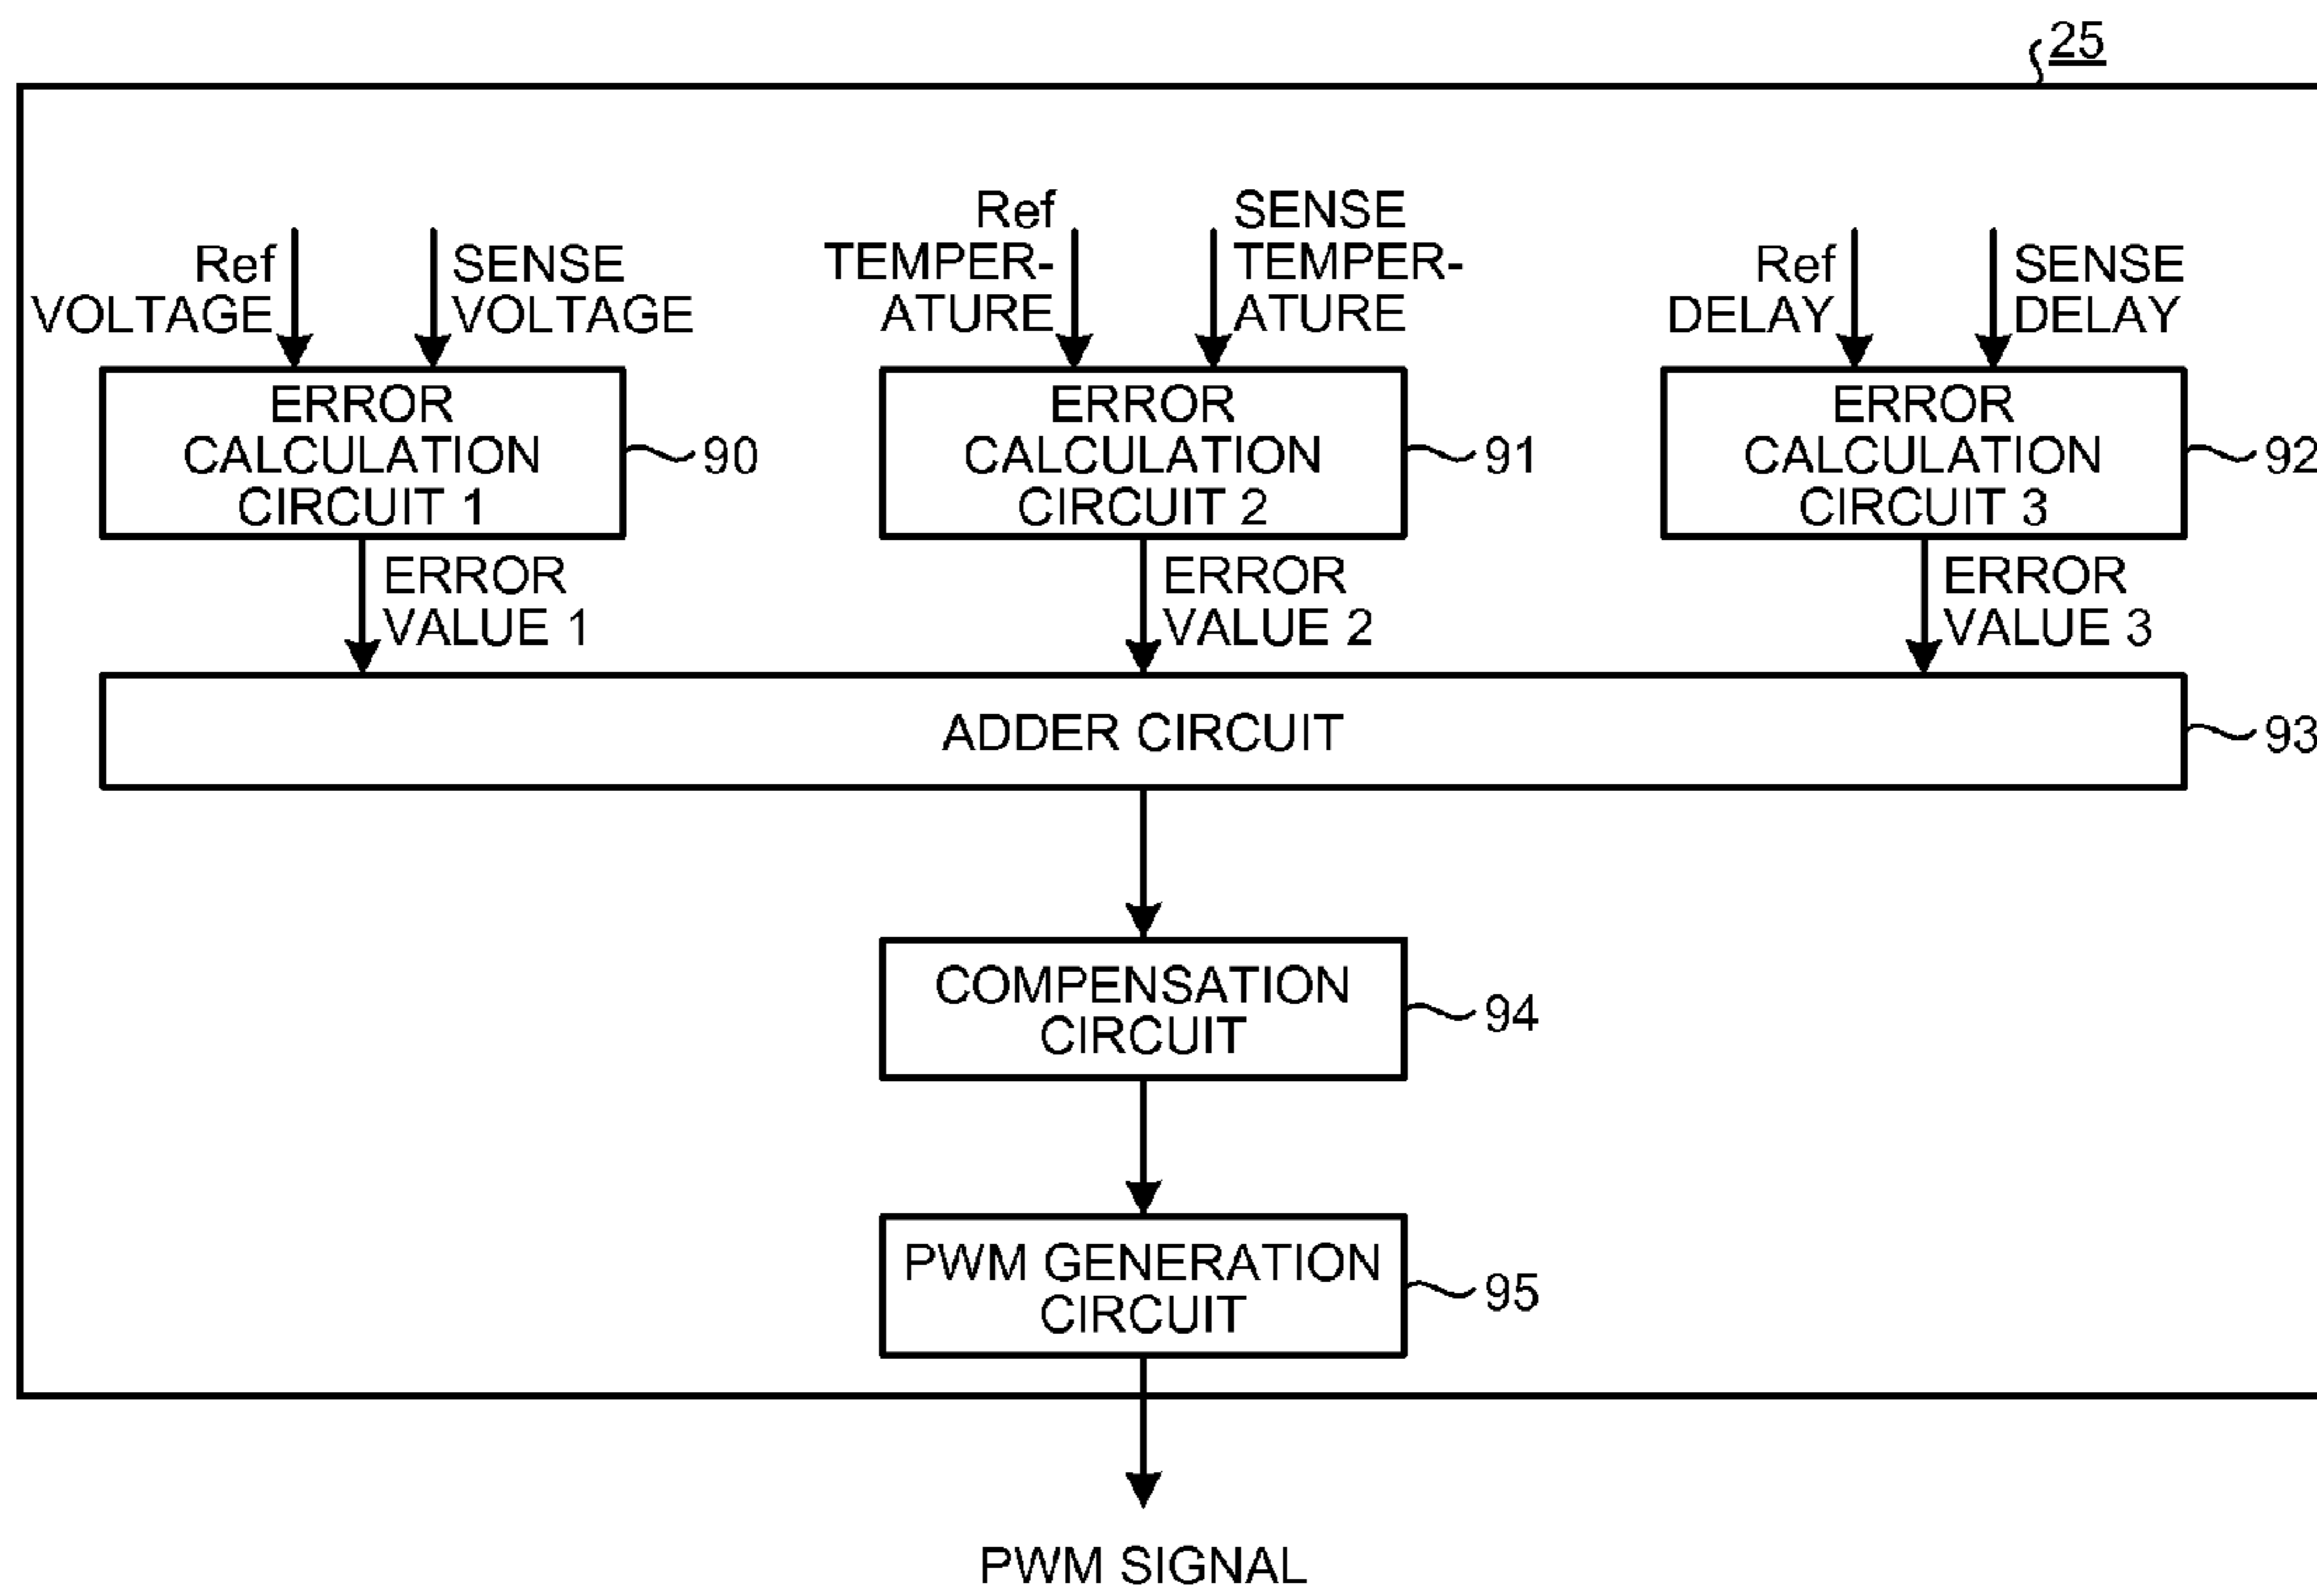 25
Ref
VOLTAGE
SENSE
VOLTAGE
Ref
TEMPER-
ATURE
SENSE
TEMPER-
ATURE
Ref
DELAY
SENSE
DELAY
ERROR
CALCULATION
CIRCUIT 1
90
ERROR
CALCULATION
CIRCUIT 2
91
ERROR
CALCULATION
CIRCUIT 3
92
ERROR
VALUE 1
ERROR
VALUE 2
ERROR
VALUE 3
ADDER CIRCUIT
93
COMPENSATION
CIRCUIT
94
PWM GENERATION
CIRCUIT
95
PWM SIGNAL